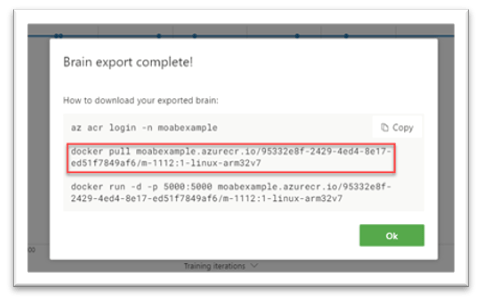 Brain export complete!
How to download your exported brain:
az acr login -n moabexample
Copy
docker pull moabexample.azurecr.io/95332e8f-2429-4ed4-8e17-
ed51f7849af6/m-1112:1-linux-arm32v7
docker run -d -p 5000:5000 moabexample.azurecr.io/95332e8f-
2429-4ed4-8e17-ed51f7849af6/m-1112:1-linux-arm32v7
Ok
00
Training Iterations